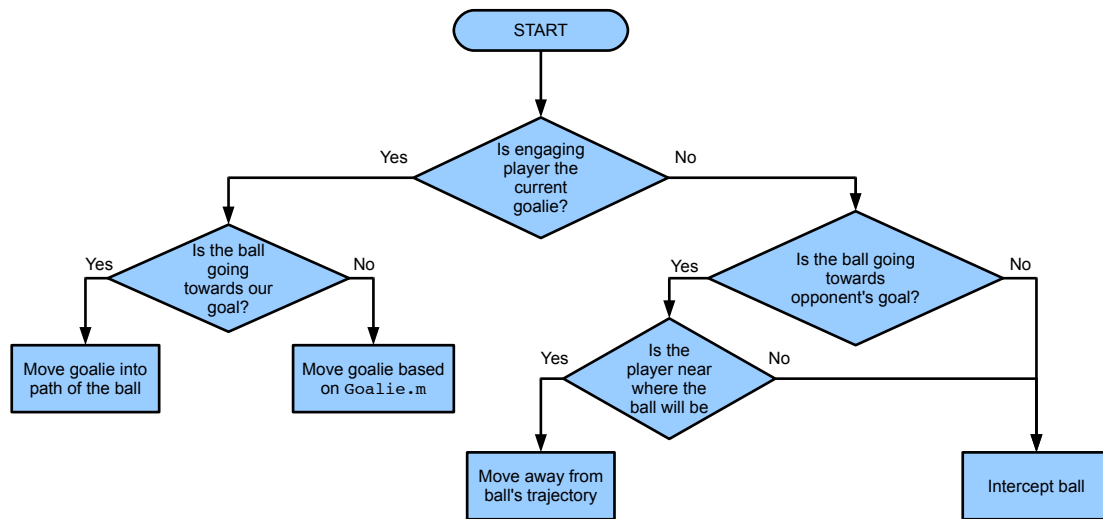 START
Is engaging
player the
current
goalie?
Yes
No
Is the ball
going
towards our
goal?
Yes
No
Is the ball going
towards
opponent's goal?
Yes
No
Move goalie into
path of the ball
Move goalie based
on Goalie.m
Is the
player near
where the
ball will be
Yes
No
Move away from
ball's trajectory
Intercept ball